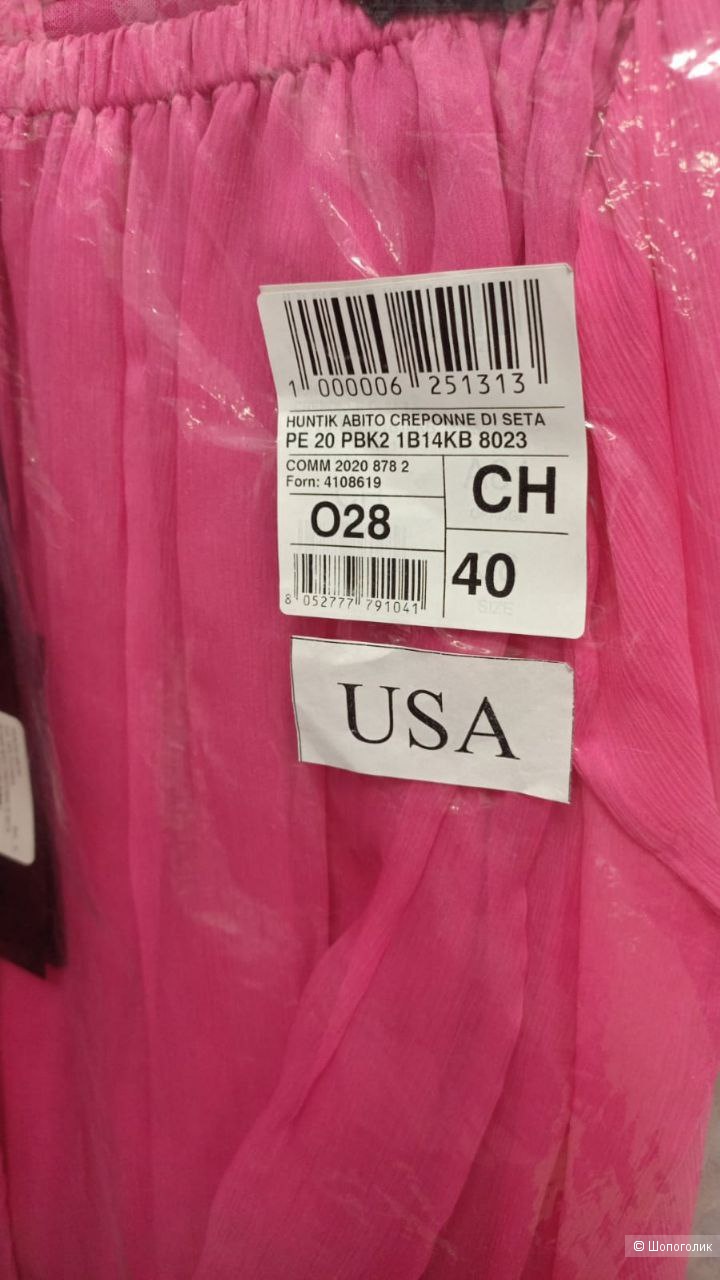 1 000006 251313
HUNTIK ABITO CREPONNE DI SETA
PE 20 PBK2 1B14KB 8023
COMM 2020 878 2
Forn: 4108619
CH
O28
40
8 052777 791041
SIZE
USA
© Шопоголик